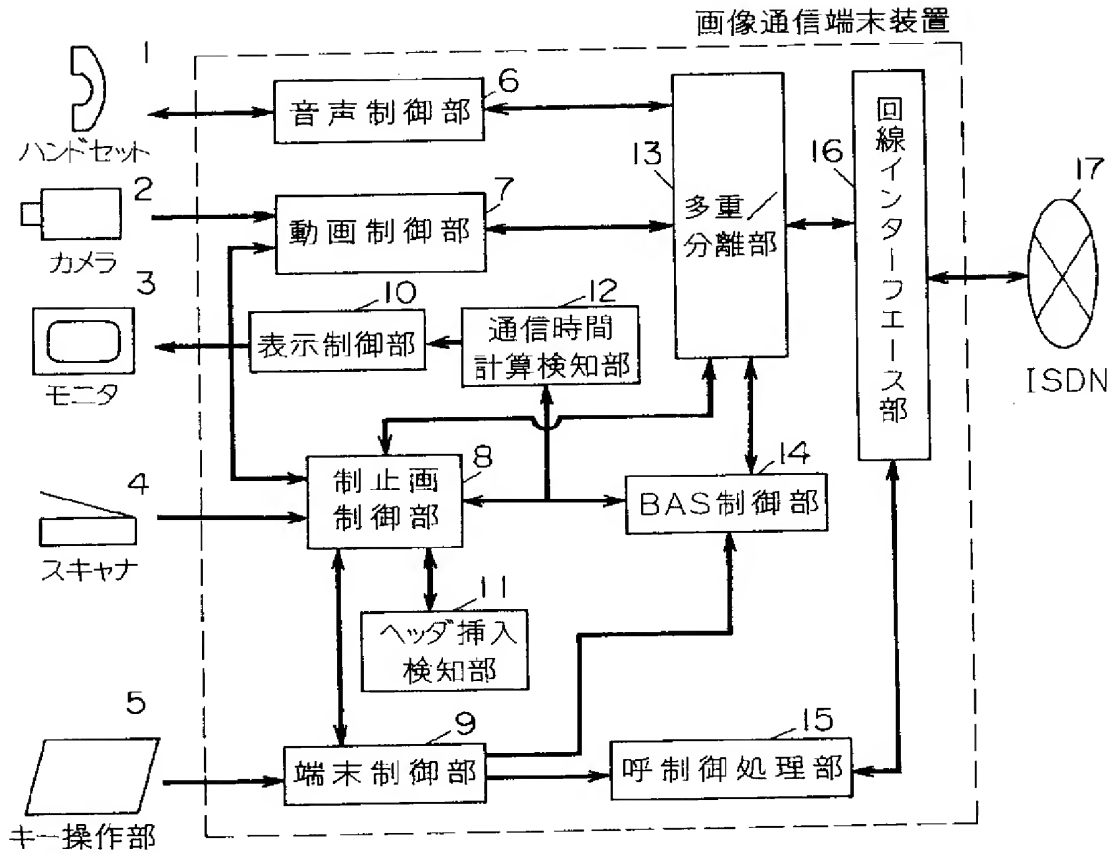 画像通信端末装置
1
ハンドセット
音声制御部
6
13
多重／
分離部
16
回線インターフエース部
17
ISDN
2
カメラ
動画制御部
7
3
モニタ
10
表示制御部
12
通信時間
計算検知部
4
スキャナ
制止画
制御部
8
14
BAS制御部
11
ヘッダ挿入
検知部
5
キー操作部
9
端末制御部
15
呼制御処理部